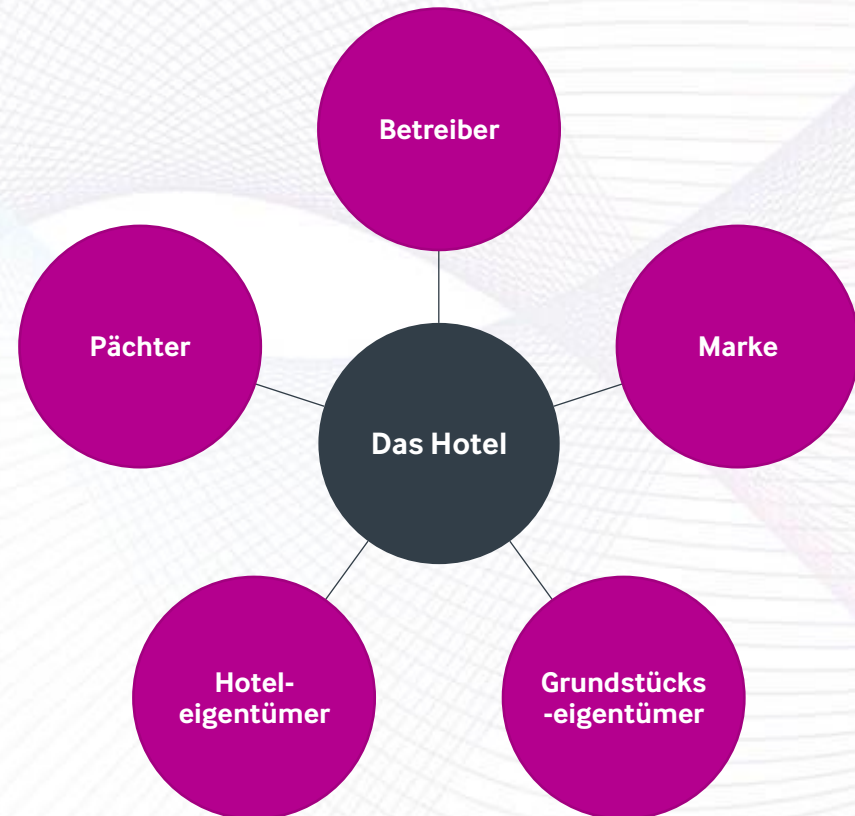 Betreiber
Pächter
Marke
Das Hotel
Hotel-
eigentümer
Grundstücks
-eigentümer